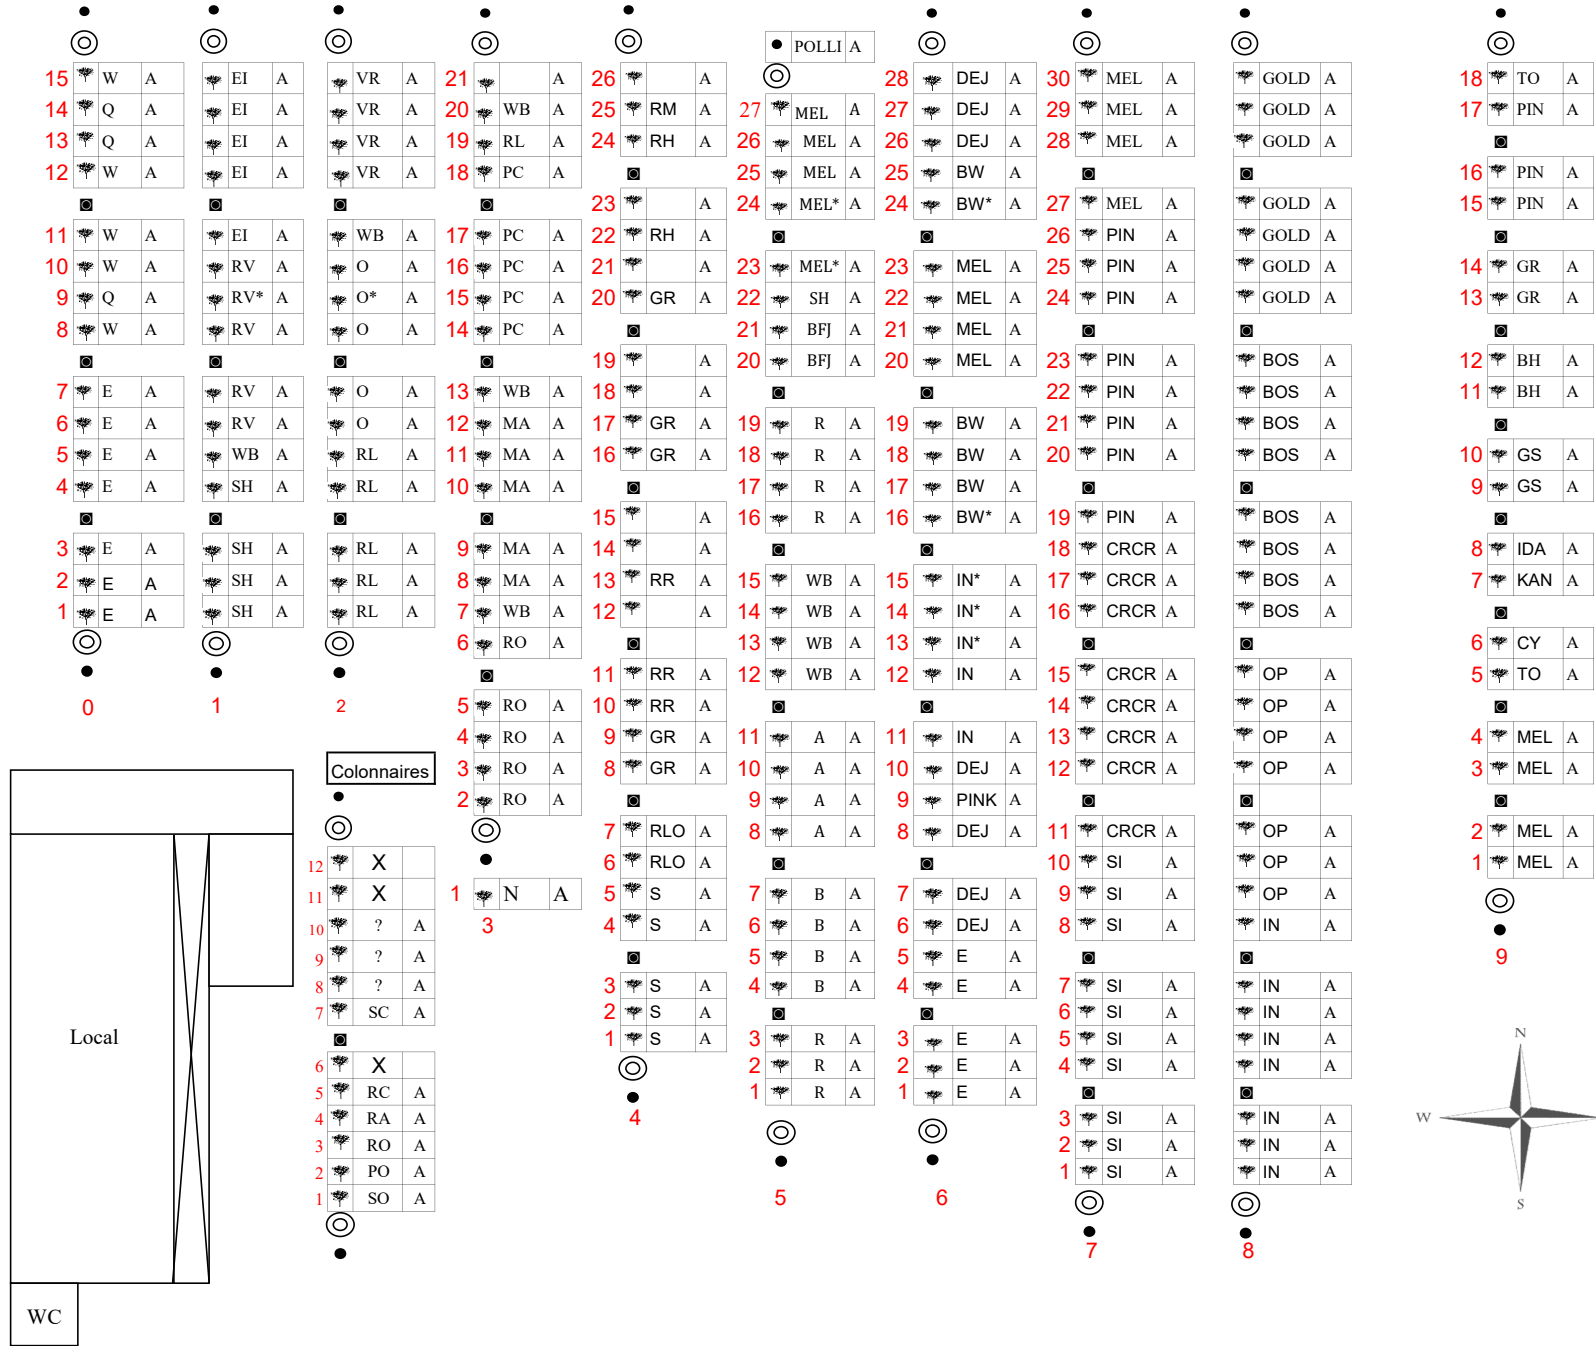 15 W A
14 Q A
13 Q A
12 W A
11 W A
10 W A
9 Q A
8 W A
7 E A
6 E A
5 E A
4 E A
3 E A
2 E A
1 E A
0
EI A
EI A
EI A
EI A
EI A
RV A
RV* A
RV A
RV A
RV A
WB A
SH A
SH A
SH A
SH A
1
VR A
VR A
VR A
VR A
WB A
O A
O* A
O A
O A
O A
RL A
RL A
RL A
RL A
RL A
2
Colonnaires
12 X
11 X
10 ? A
9 ? A
8 ? A
7 SC A
6 X
5 RC A
4 RA A
3 RO A
2 PO A
1 SO A
21 A
20 WB A
19 RL A
18 PC A
17 PC A
16 PC A
15 PC A
14 PC A
13 WB A
12 MA A
11 MA A
10 MA A
9 MA A
8 MA A
7 WB A
6 RO A
5 RO A
4 RO A
3 RO A
2 RO A
1 N A
3
26 A
25 RM A
24 RH A
23 A
22 RH A
21 A
20 GR A
19 A
18 A
17 GR A
16 GR A
15 A
14 A
13 RR A
12 A
11 RR A
10 RR A
9 GR A
8 GR A
7 RLO A
6 RLO A
5 S A
4 S A
3 S A
2 S A
1 S A
4
POLLI A
27 MEL A
26 MEL A
25 MEL A
24 MEL* A
23 MEL* A
22 SH A
21 BFJ A
20 BFJ A
19 R A
18 R A
17 R A
16 R A
15 WB A
14 WB A
13 WB A
12 WB A
11 A A
10 A A
9 A A
8 A A
7 B A
6 B A
5 B A
4 B A
3 R A
2 R A
1 R A
5
28 DEJ A
27 DEJ A
26 DEJ A
25 BW A
24 BW* A
23 MEL A
22 MEL A
21 MEL A
20 MEL A
19 BW A
18 BW A
17 BW A
16 BW* A
15 IN* A
14 IN* A
13 IN* A
12 IN A
11 IN A
10 DEJ A
9 PINK A
8 DEJ A
7 DEJ A
6 DEJ A
5 E A
4 E A
3 E A
2 E A
1 E A
6
30 MEL A
29 MEL A
28 MEL A
27 MEL A
26 PIN A
25 PIN A
24 PIN A
23 PIN A
22 PIN A
21 PIN A
20 PIN A
19 PIN A
18 CRCR A
17 CRCR A
16 CRCR A
15 CRCR A
14 CRCR A
13 CRCR A
12 CRCR A
11 CRCR A
10 SI A
9 SI A
8 SI A
7 SI A
6 SI A
5 SI A
4 SI A
3 SI A
2 SI A
1 SI A
7
GOLD A
GOLD A
GOLD A
GOLD A
GOLD A
GOLD A
GOLD A
BOS A
BOS A
BOS A
BOS A
BOS A
BOS A
BOS A
BOS A
OP A
OP A
OP A
OP A
OP A
OP A
OP A
IN A
IN A
IN A
IN A
IN A
IN A
IN A
IN A
8
18 TO A
17 PIN A
16 PIN A
15 PIN A
14 GR A
13 GR A
12 BH A
11 BH A
10 GS A
9 GS A
8 IDA A
7 KAN A
6 CY A
5 TO A
4 MEL A
3 MEL A
2 MEL A
1 MEL A
9
Local
WC
N
W
S